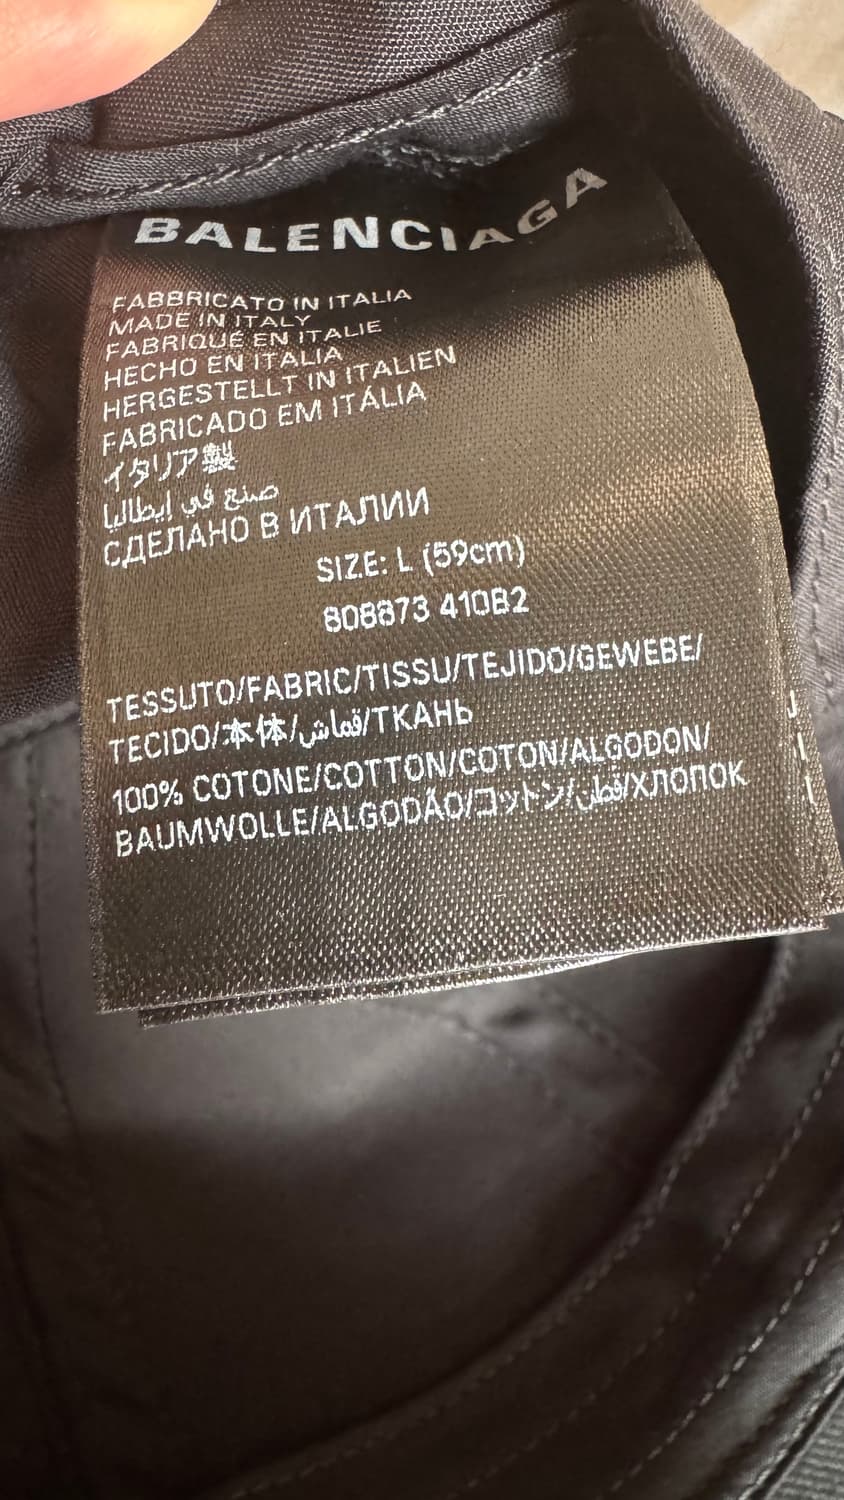 BALENCIAGA
FABBRICATO IN ITALIA
MADE IN ITALY
FABRIQUÉ EN ITALIE
HECHO EN ITALIA
HERGESTELLT IN ITALIEN
FABRICADO EM ITÁLIA
イタリア製
صنع في إيطاليا
СДЕЛАНО В ИТАЛИИ
SIZE: L (59cm)
808873 410B2
TESSUTO/FABRIC/TISSU/TEJIDO/GEWEBE/
TECIDO/本体/قماش/ТКАНЬ
100% COTONE/COTTON/COTON/ALGODON/
BAUMWOLLE/ALGODÃO/コットン/قطن/ХЛОПОК